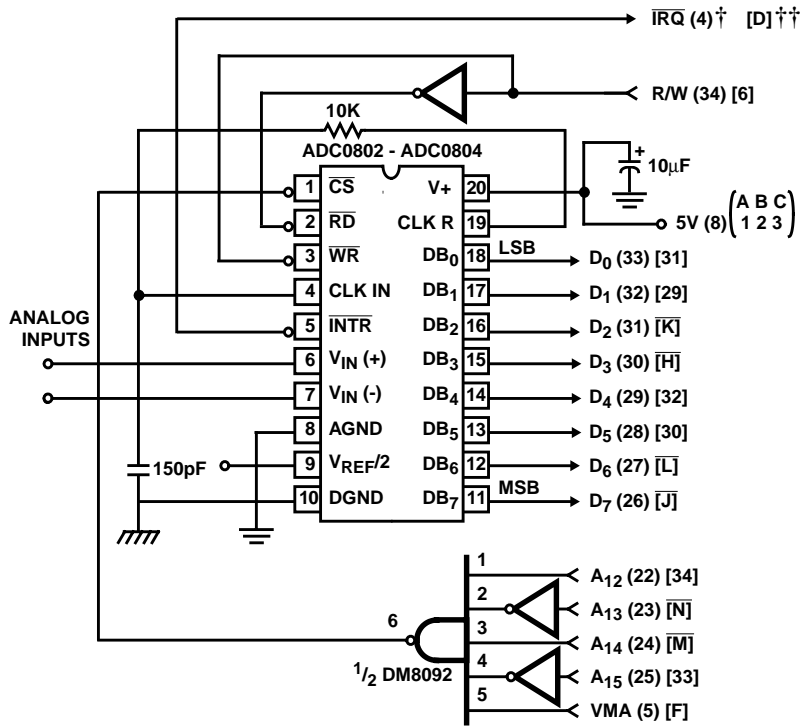 I̅R̅Q̅ (4)† [D]††
R/W (34) [6]
10K
ADC0802 - ADC0804
+
10μF
1 C̅S̅ V+ 20
2 R̅D̅ CLK R 19
5V (8) (A B C
1 2 3)
3 W̅R̅ DB0 18 LSB D0 (33) [31]
4 CLK IN DB1 17 D1 (32) [29]
ANALOG
INPUTS
5 I̅N̅T̅R̅ DB2 16 D2 (31) [K̅]
6 VIN (+) DB3 15 D3 (30) [H̅]
7 VIN (-) DB4 14 D4 (29) [32]
8 AGND DB5 13 D5 (28) [30]
150pF
9 VREF/2 DB6 12 D6 (27) [L̅]
10 DGND DB7 11 MSB D7 (26) [J̅]
1 A12 (22) [34]
2 A13 (23) [N̅]
6
3 A14 (24) [M̅]
1/2 DM8092
4 A15 (25) [33]
5 VMA (5) [F]